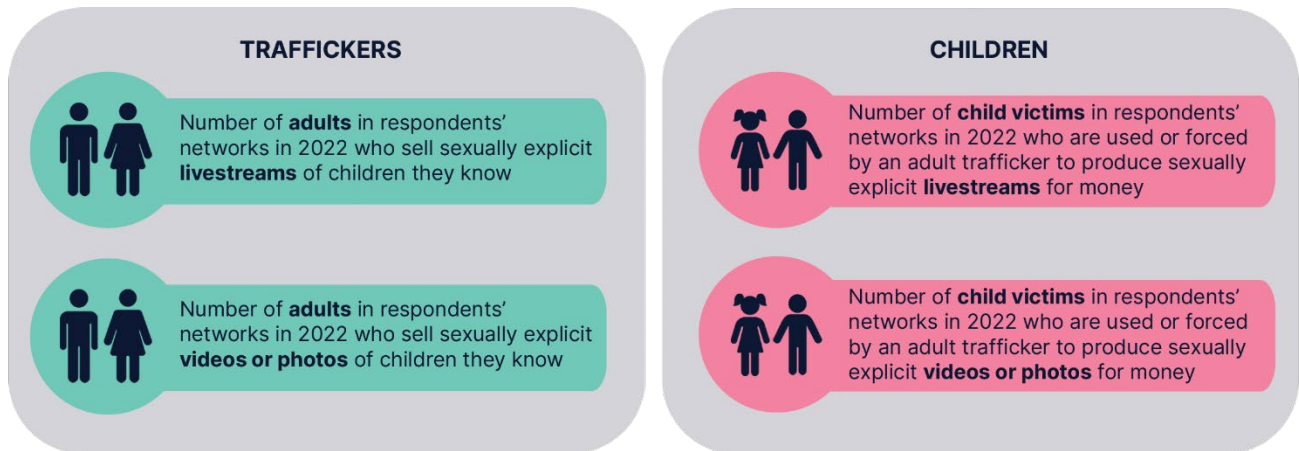 TRAFFICKERS
Number of adults in respondents'
networks in 2022 who sell sexually explicit
livestreams of children they know
Number of adults in respondents'
networks in 2022 who sell sexually explicit
videos or photos of children they know
CHILDREN
Number of child victims in respondents'
networks in 2022 who are used or forced
by an adult trafficker to produce sexually
explicit livestreams for money
Number of child victims in respondents'
networks in 2022 who are used or forced
by an adult trafficker to produce sexually
explicit videos or photos for money